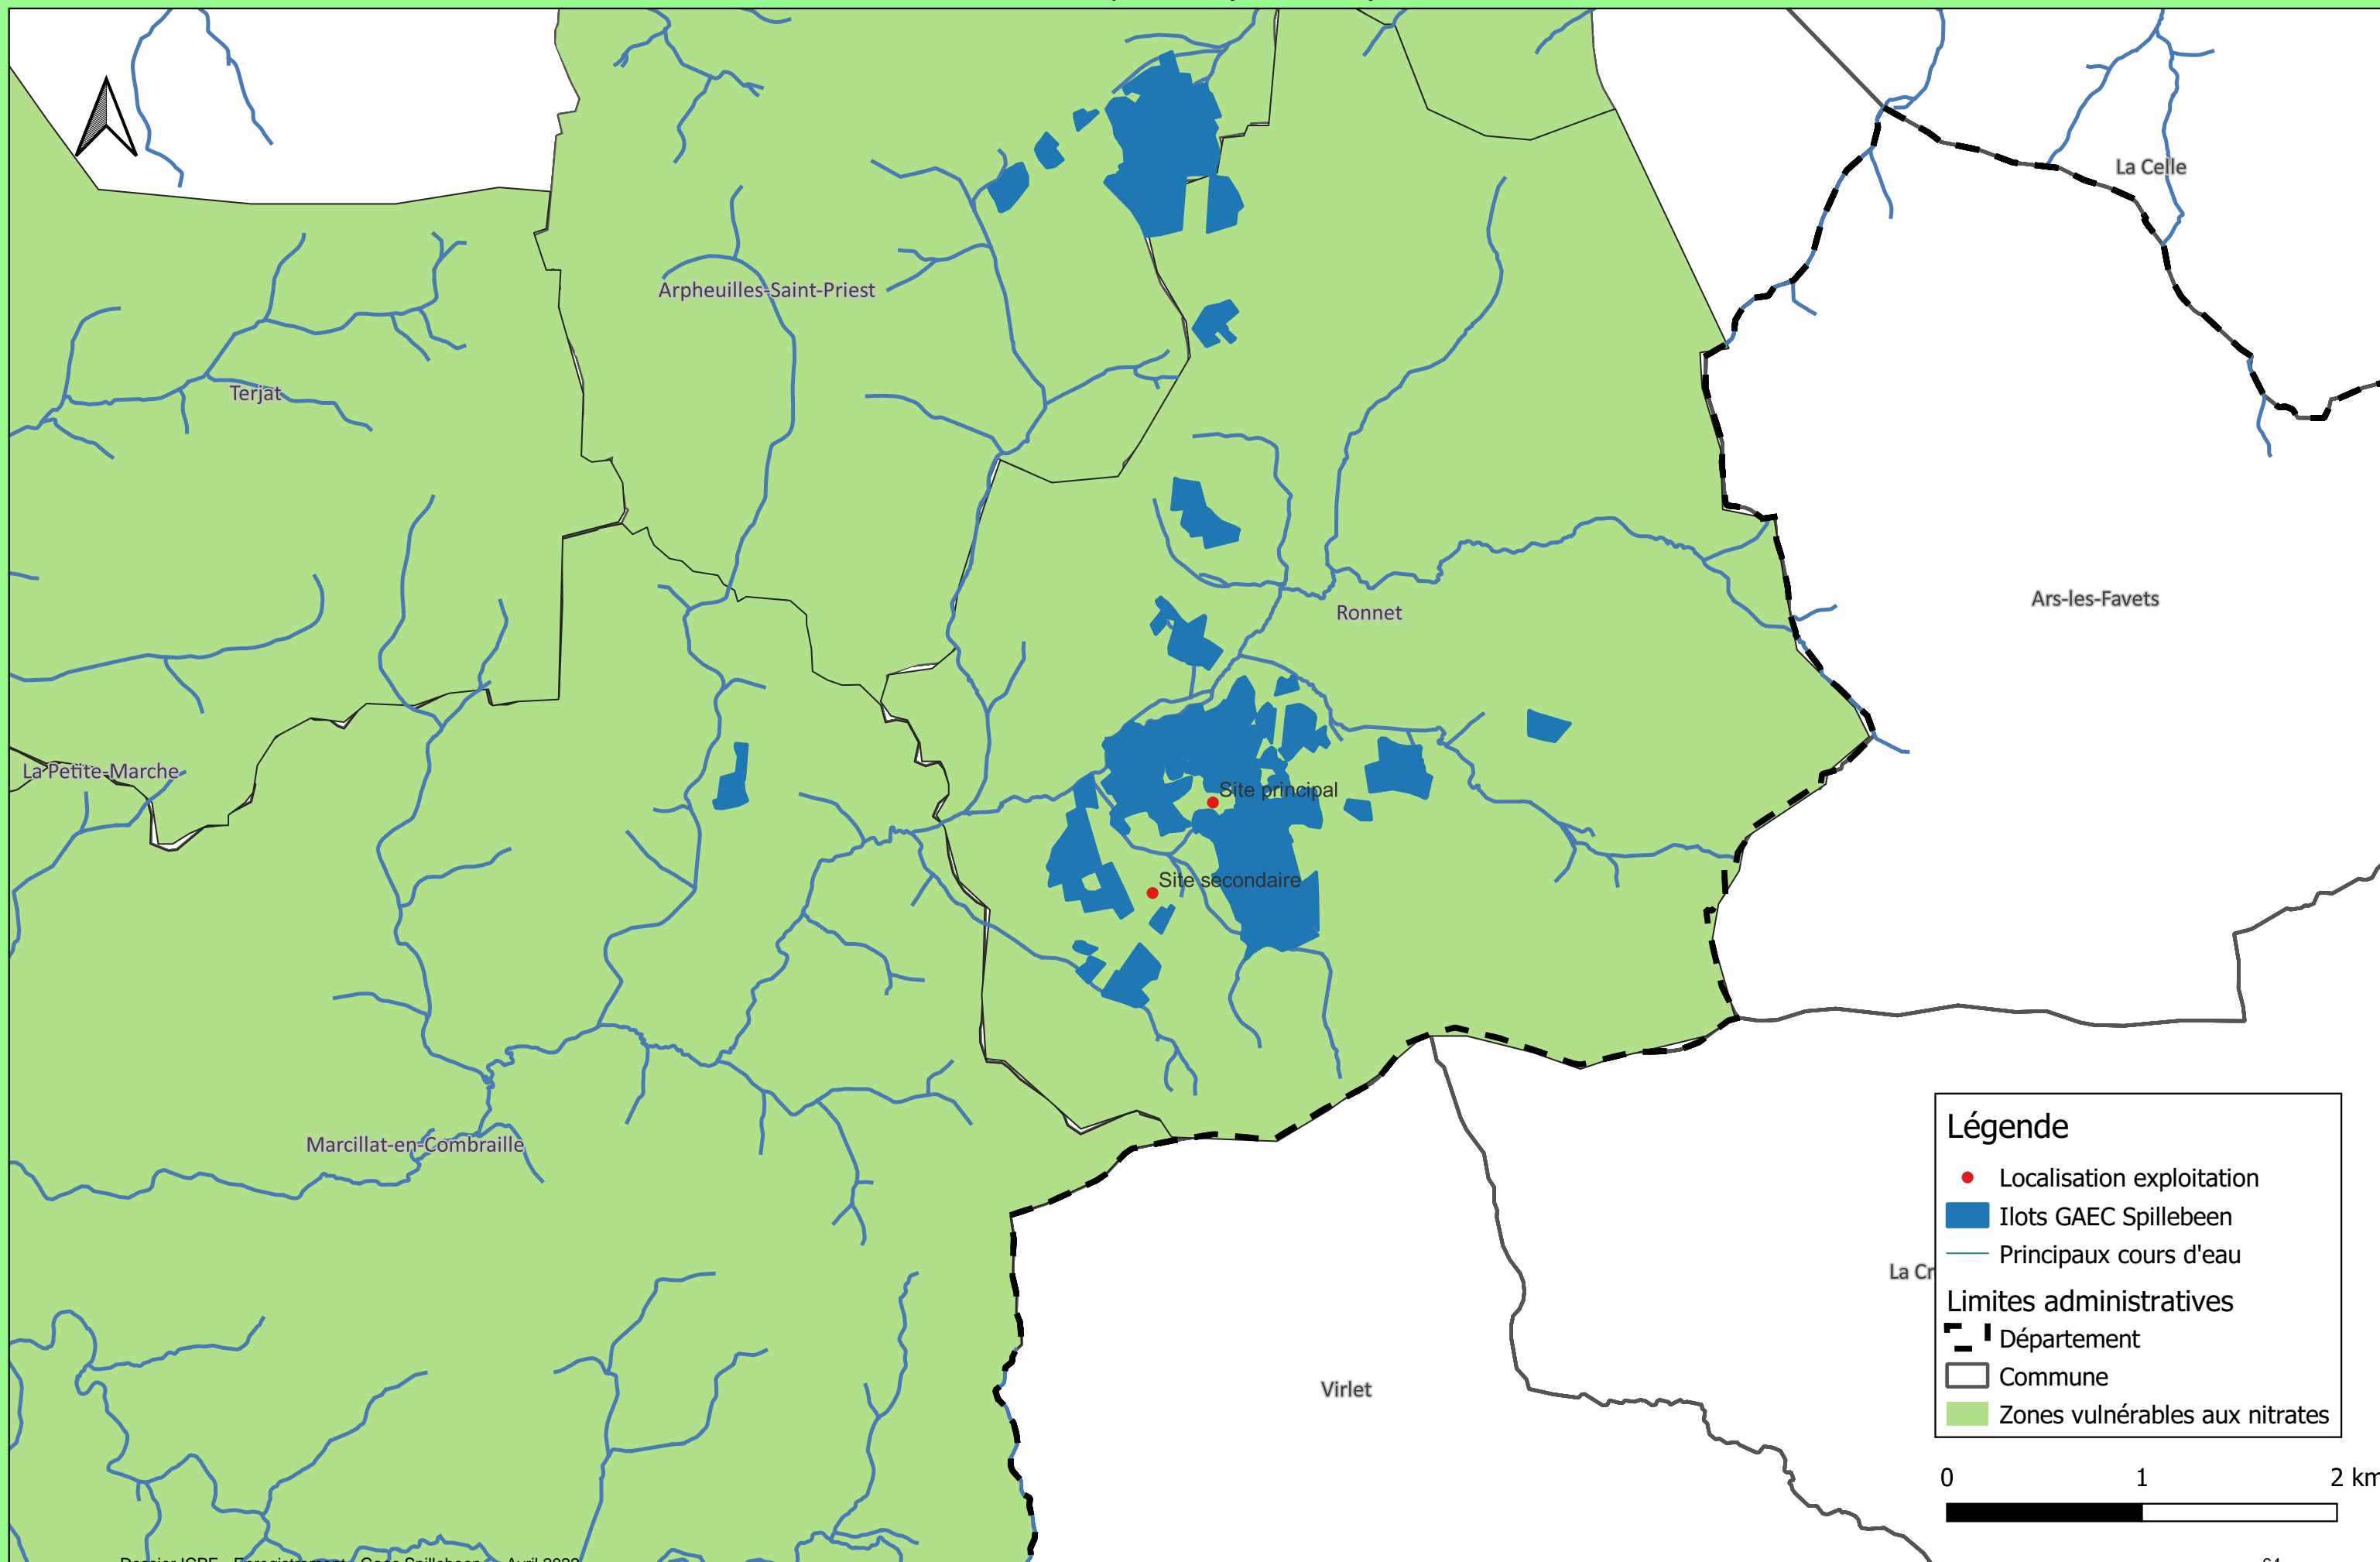 La Celle
Arpheuilles-Saint-Priest
Terjat
Ars-les-Favets
Ronnet
La Petite-Marche
Site principal
Site secondaire
Marcillat-en-Combraille
La Cr
Virlet
Légende
Localisation exploitation
Ilots GAEC Spillebeen
Principaux cours d'eau
Limites administratives
Département
Commune
Zones vulnérables aux nitrates
0 1 2 km